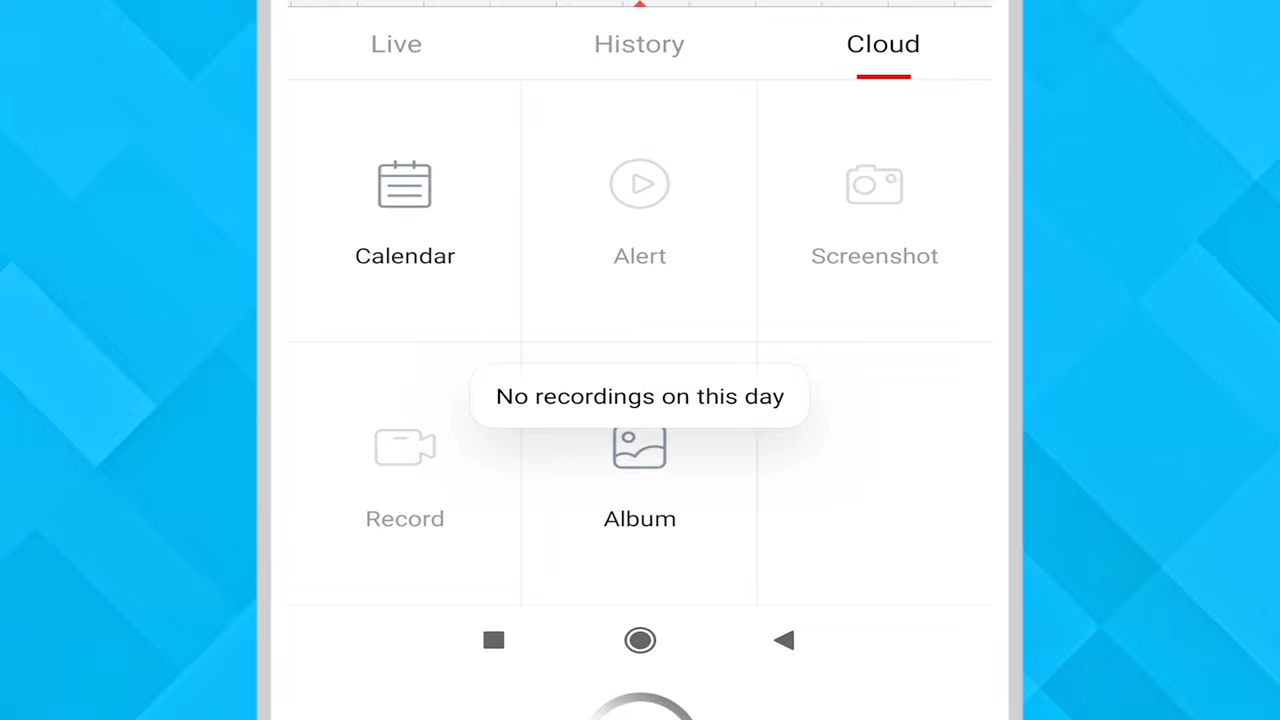 Live
History
Cloud
Calendar
Alert
Screenshot
No recordings on this day
Record
Album